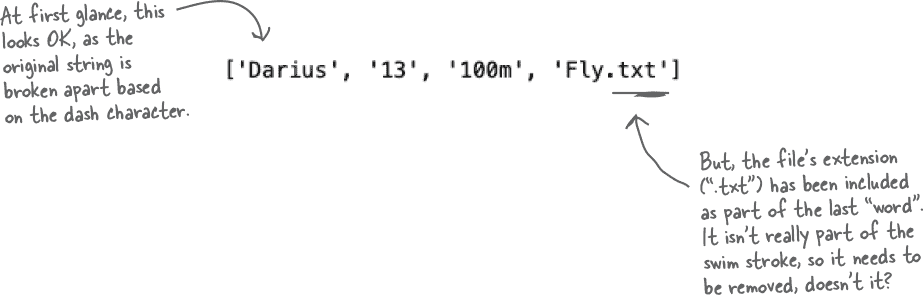 At first glance, this
looks OK, as the
original string is
broken apart based
on the dash character.
['Darius', '13', '100m', 'Fly.txt']
But, the file's extension
(“.txt”) has been included
as part of the last “word”.
It isn't really part of the
swim stroke, so it needs to
be removed, doesn't it?